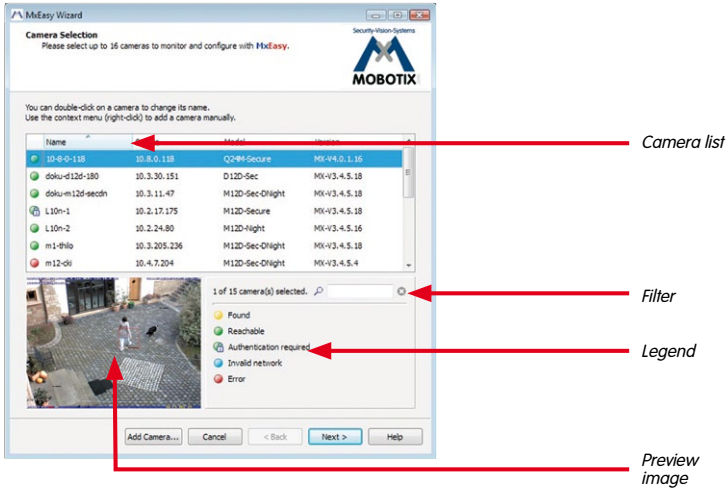 MxEasy Wizard
Camera Selection
Please select up to 16 cameras to monitor and configure with MxEasy.
Security-Vision-Systems
MOBOTIX
You can double-click on a camera to change its name.
Use the context menu (right-click) to add a camera manually.
Name
Camera list
10-8-0-118 10.8.0.118 Q24M-Secure MX-V4.0.1.16
doku-d12d-180 10.3.30.151 D12D-Sec MX-V3.4.5.18
doku-m12d-secdn 10.3.11.47 M12D-Sec-DNight MX-V3.4.5.18
L10n-1 10.2.17.175 M12D-Secure MX-V3.4.5.18
L10n-2 10.2.24.80 M12D-Night MX-V3.4.5.16
m1-thilo 10.3.205.236 M12D-Sec-DNight MX-V3.4.5.18
m12-cki 10.4.7.204 M12D-Sec-DNight MX-V3.4.5.4
1 of 15 camera(s) selected.
Filter
Found
Reachable
Authentication required
Legend
Invalid network
Error
Add Camera... Cancel < Back Next > Help
Preview
image